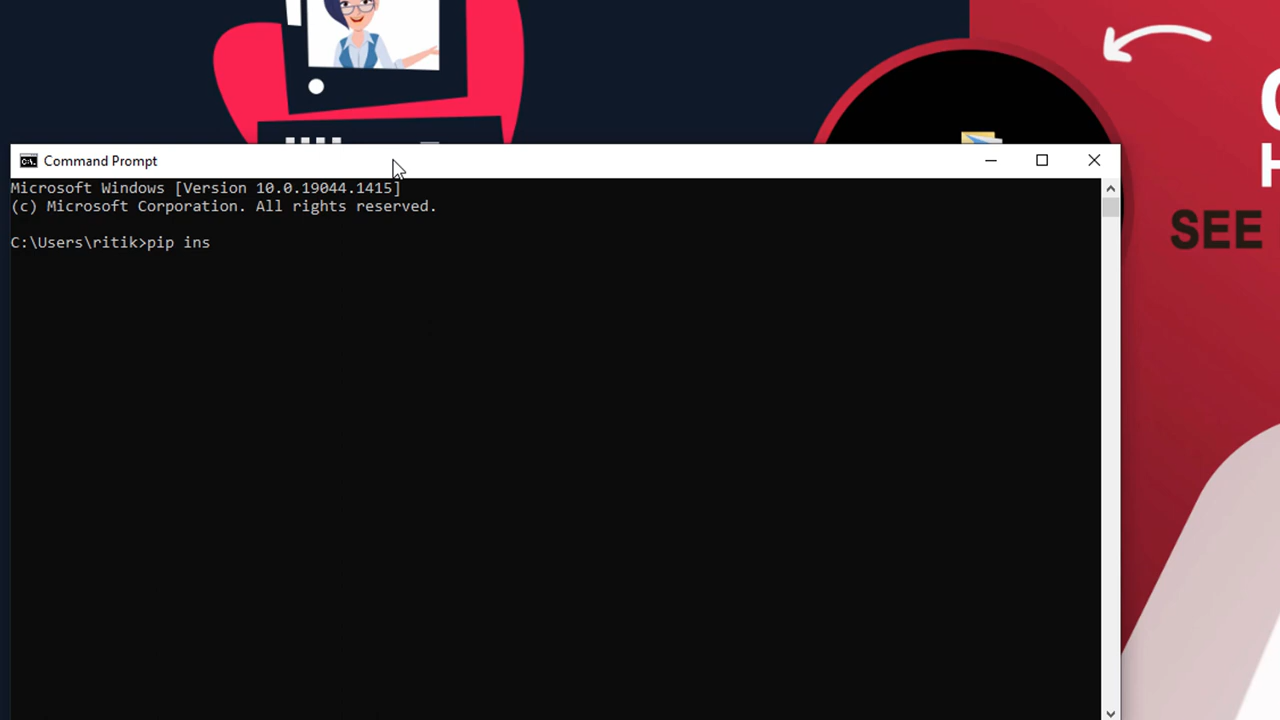 Command Prompt
Microsoft Windows [Version 10.0.19044.1415]
(c) Microsoft Corporation. All rights reserved.
C:\Users\ritik>pip ins
SEE